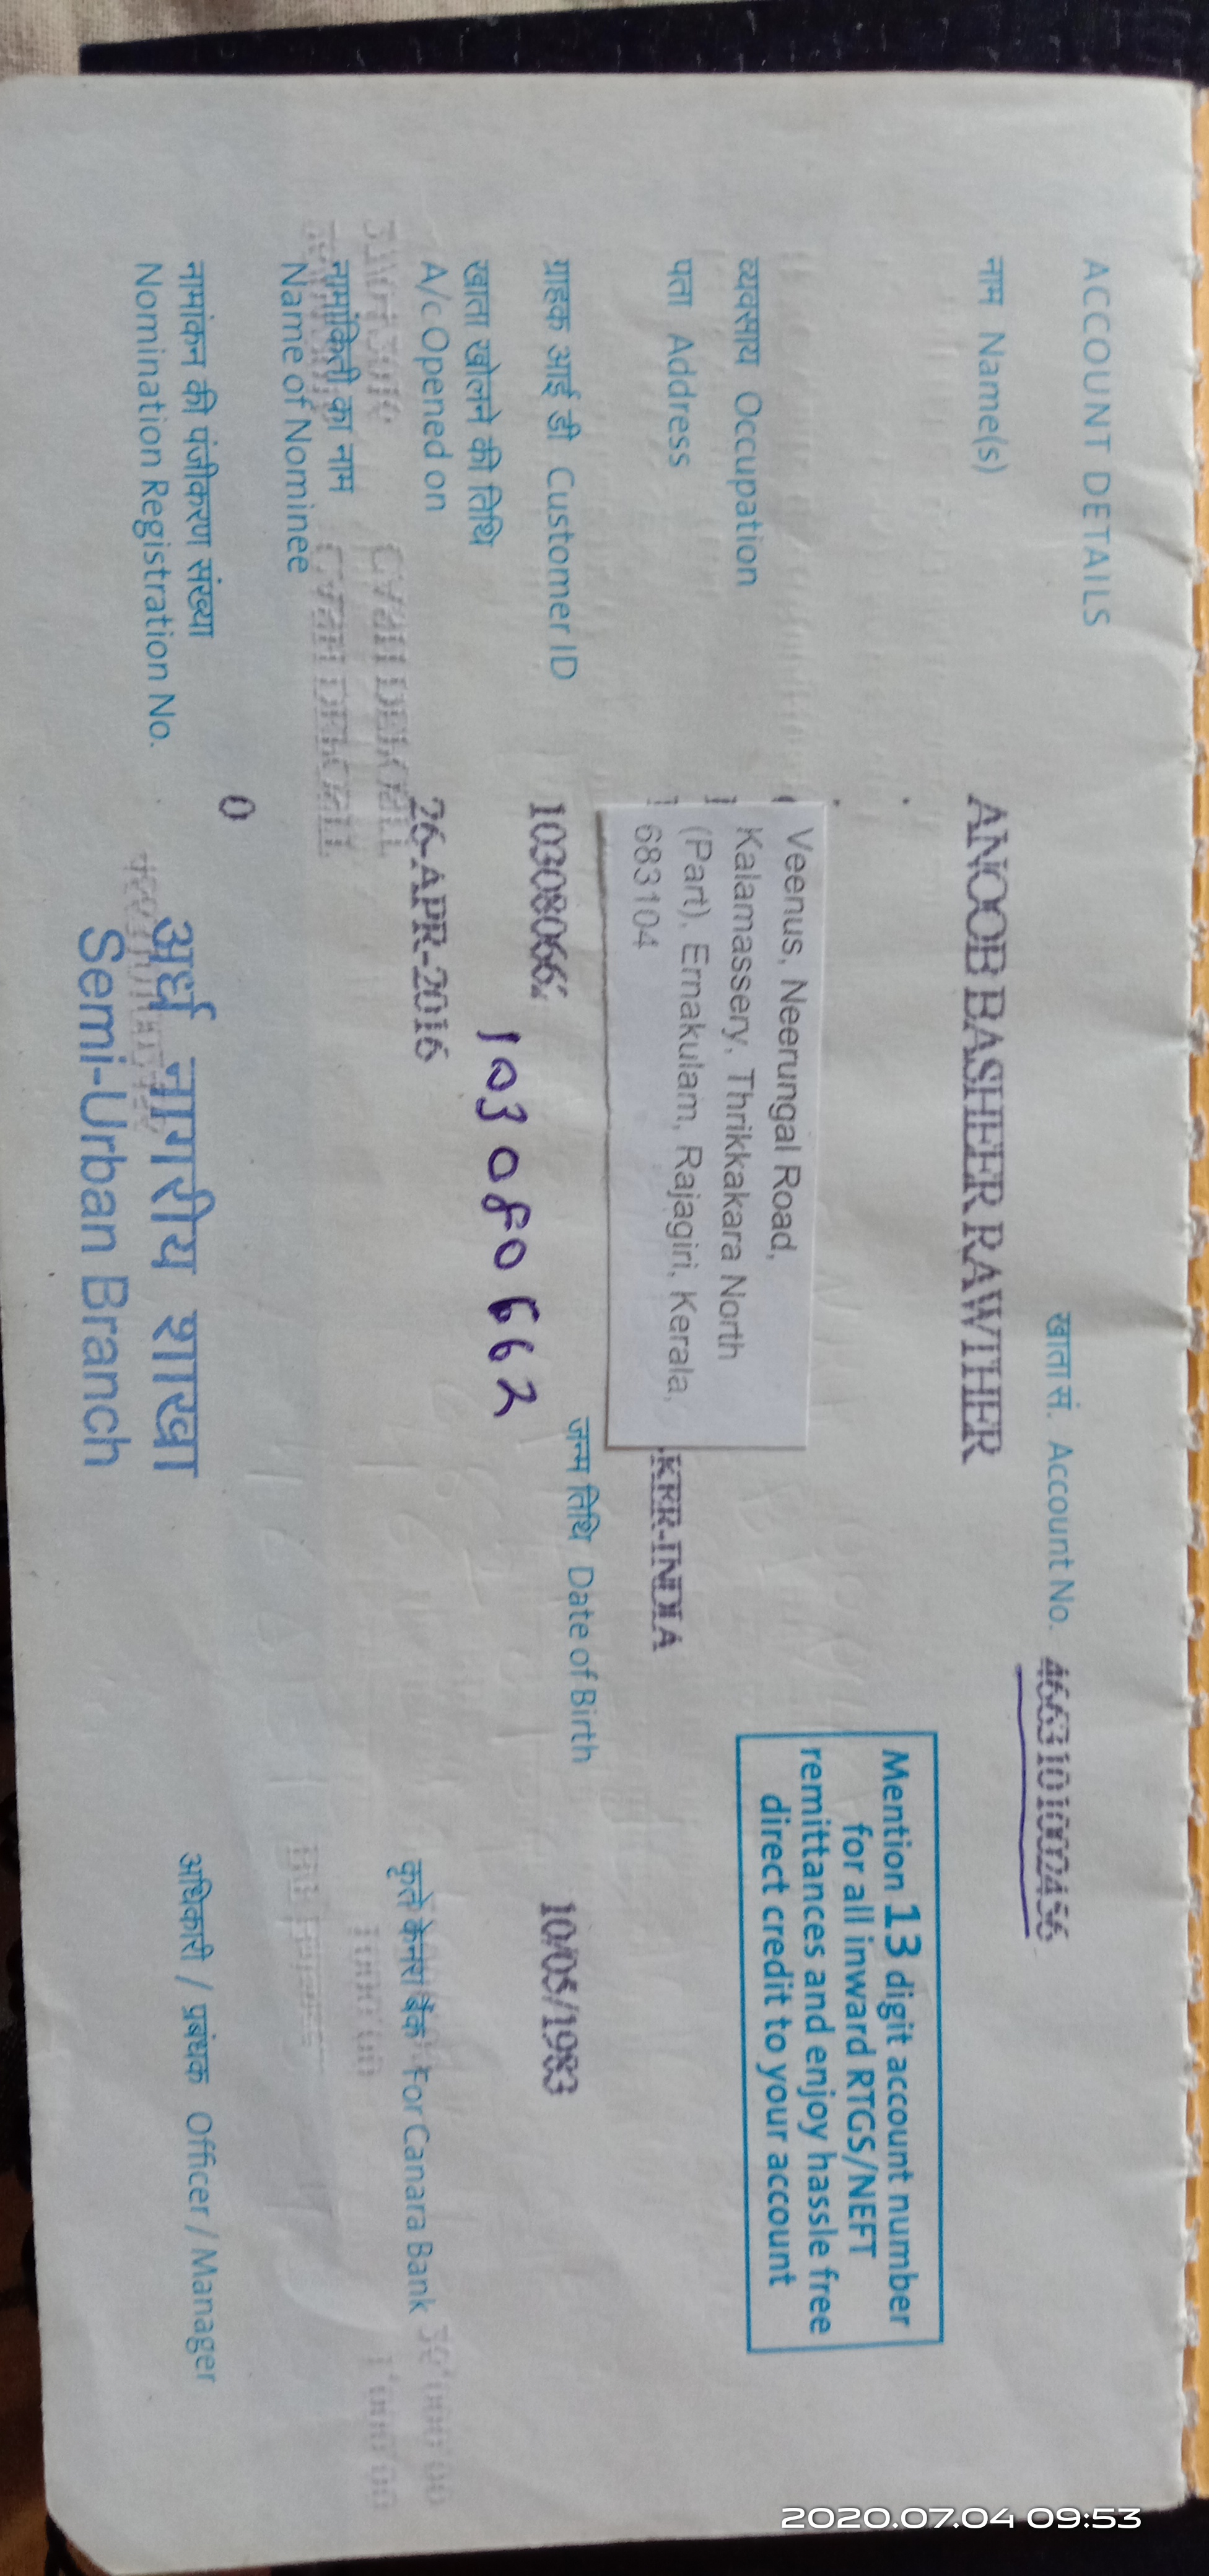 ACCOUNT DETAILS
खाता सं. Account No. 4663101002456
नाम Name(s) ANOOB BASHEER RAWTHER
Mention 13 digit account number
for all inward RTGS/NEFT
remittances and enjoy hassle free
direct credit to your account
व्यवसाय Occupation
पता Address
Veenus, Neerungal Road,
Kalamassery, Thrikkakara North
(Part), Ernakulam, Rajagiri, Kerala,
683104
KRR-INDIA
ग्राहक आई डी Customer ID 103080662
जन्म तिथि Date of Birth 10/05/1983
103080662
खाता खोलने की तिथि
A/c Opened on 26-APR-2016
कृते केनरा बैंक For Canara Bank
नामांकिती का नाम
Name of Nominee
0
नामांकन की पंजीकरण संख्या
Nomination Registration No.
अर्ध नागरीय शाखा
Semi-Urban Branch
अधिकारी / प्रबंधक Officer / Manager
2020.07.04 09:53